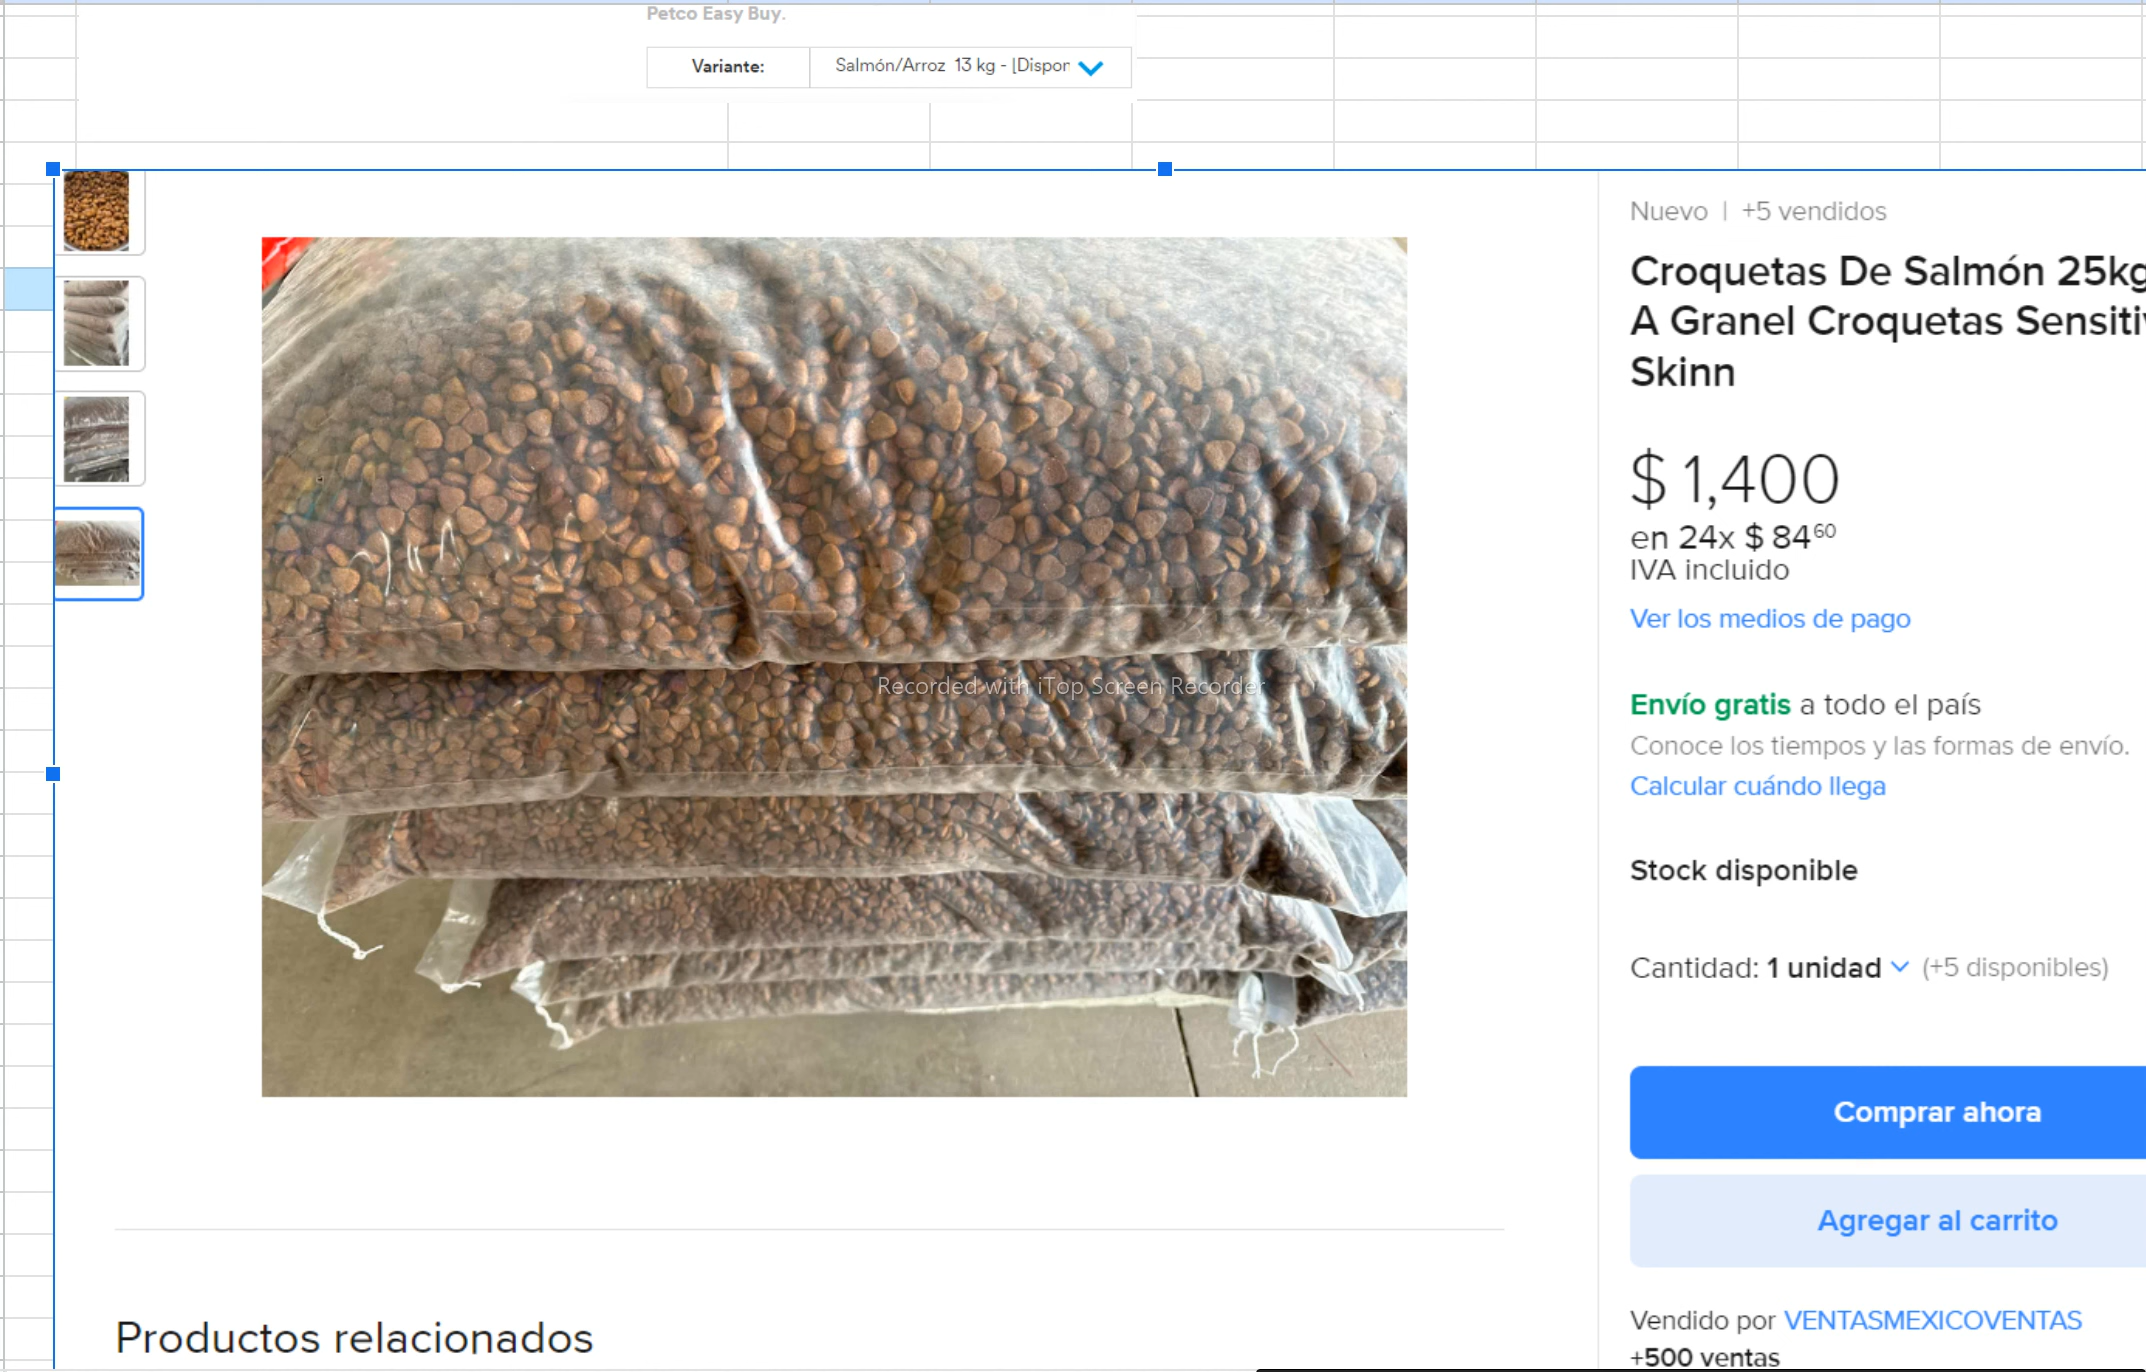 Petco Easy Buy.
Variante:
Salmón/Arroz 13 kg - [Dispor
Nuevo | +5 vendidos
Croquetas De Salmón 25kg
A Granel Croquetas Sensitiv
Skinn
$ 1,400
en 24x $ 84 60
IVA incluido
Ver los medios de pago
Envío gratis a todo el país
Conoce los tiempos y las formas de envío.
Calcular cuándo llega
Stock disponible
Cantidad: 1 unidad (+5 disponibles)
Comprar ahora
Agregar al carrito
Vendido por VENTASMEXICOVENTAS
+500 ventas
Recorded with iTop Screen Recorder
Productos relacionados